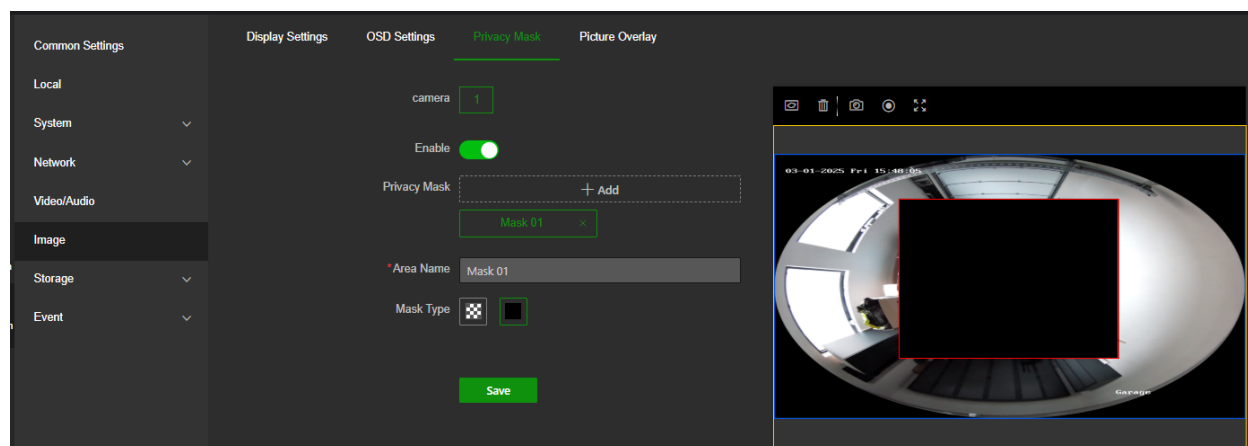 Display Settings OSD Settings Privacy Mask Picture Overlay
Common Settings
Local
System
Network
Video/Audio
Image
Storage
Event
camera 1
Enable
Privacy Mask + Add
Mask 01 ×
*Area Name Mask 01
Mask Type
Save
03-01-2025 Fri 15:48:05
Garage